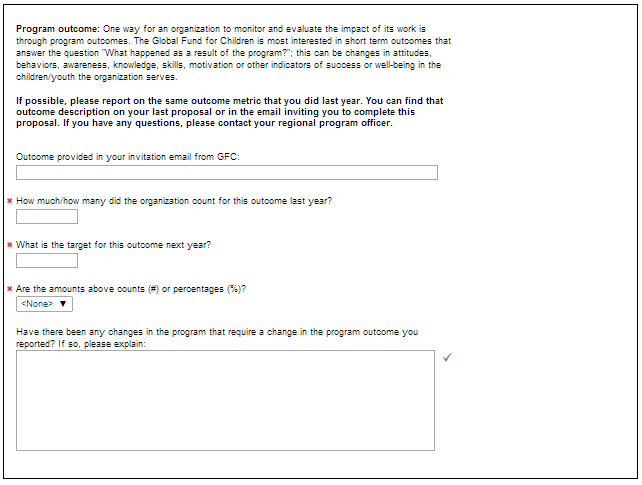 Program outcome: One way for an organization to monitor and evaluate the impact of its work is
through program outcomes. The Global Fund for Children is most interested in short term outcomes that
answer the question "What happened as a result of the program?"; this can be changes in attitudes,
behaviors, awareness, knowledge, skills, motivation or other indicators of success or well-being in the
children/youth the organization serves.
If possible, please report on the same outcome metric that you did last year. You can find that
outcome description on your last proposal or in the email inviting you to complete this
proposal. If you have any questions, please contact your regional program officer.
Outcome provided in your invitation email from GFC:
How much/how many did the organization count for this outcome last year?
What is the target for this outcome next year?
Are the amounts above counts (#) or percentages (%)?
<None>
Have there been any changes in the program that require a change in the program outcome you
reported? If so, please explain: